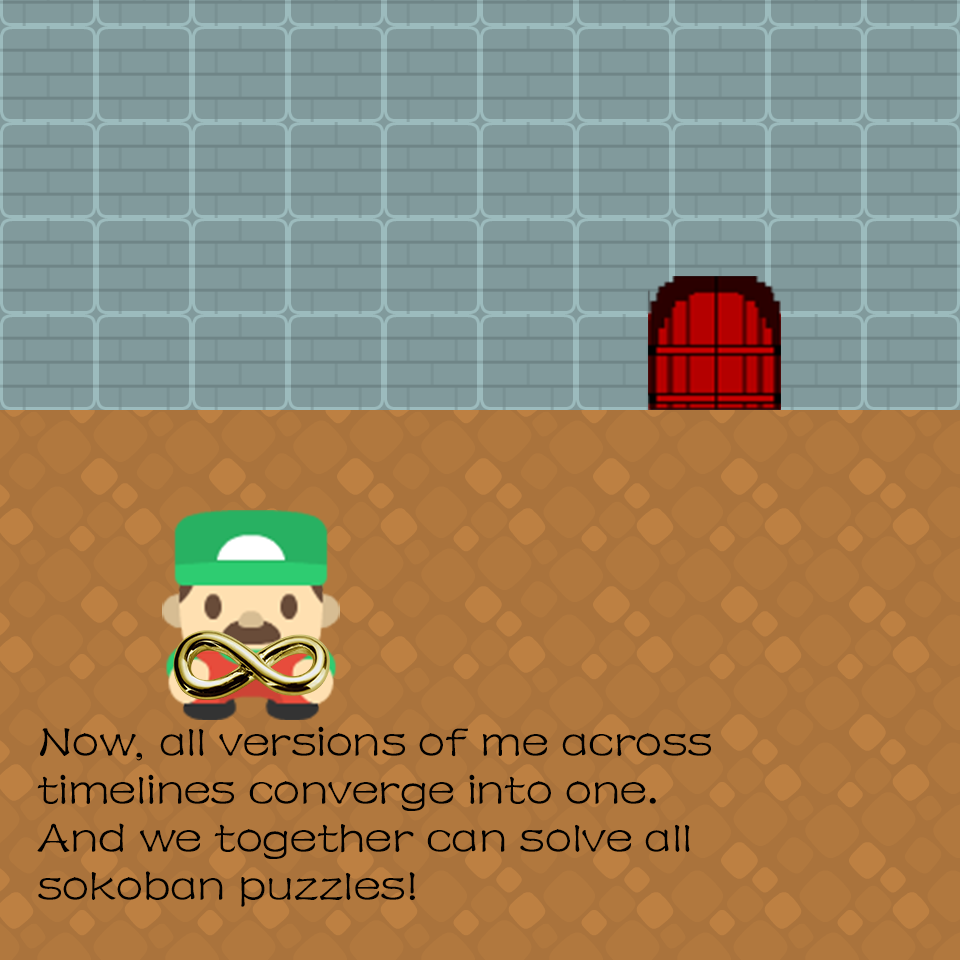 Now, all versions of me across
timelines converge into one.
And we together can solve all
sokoban puzzles!